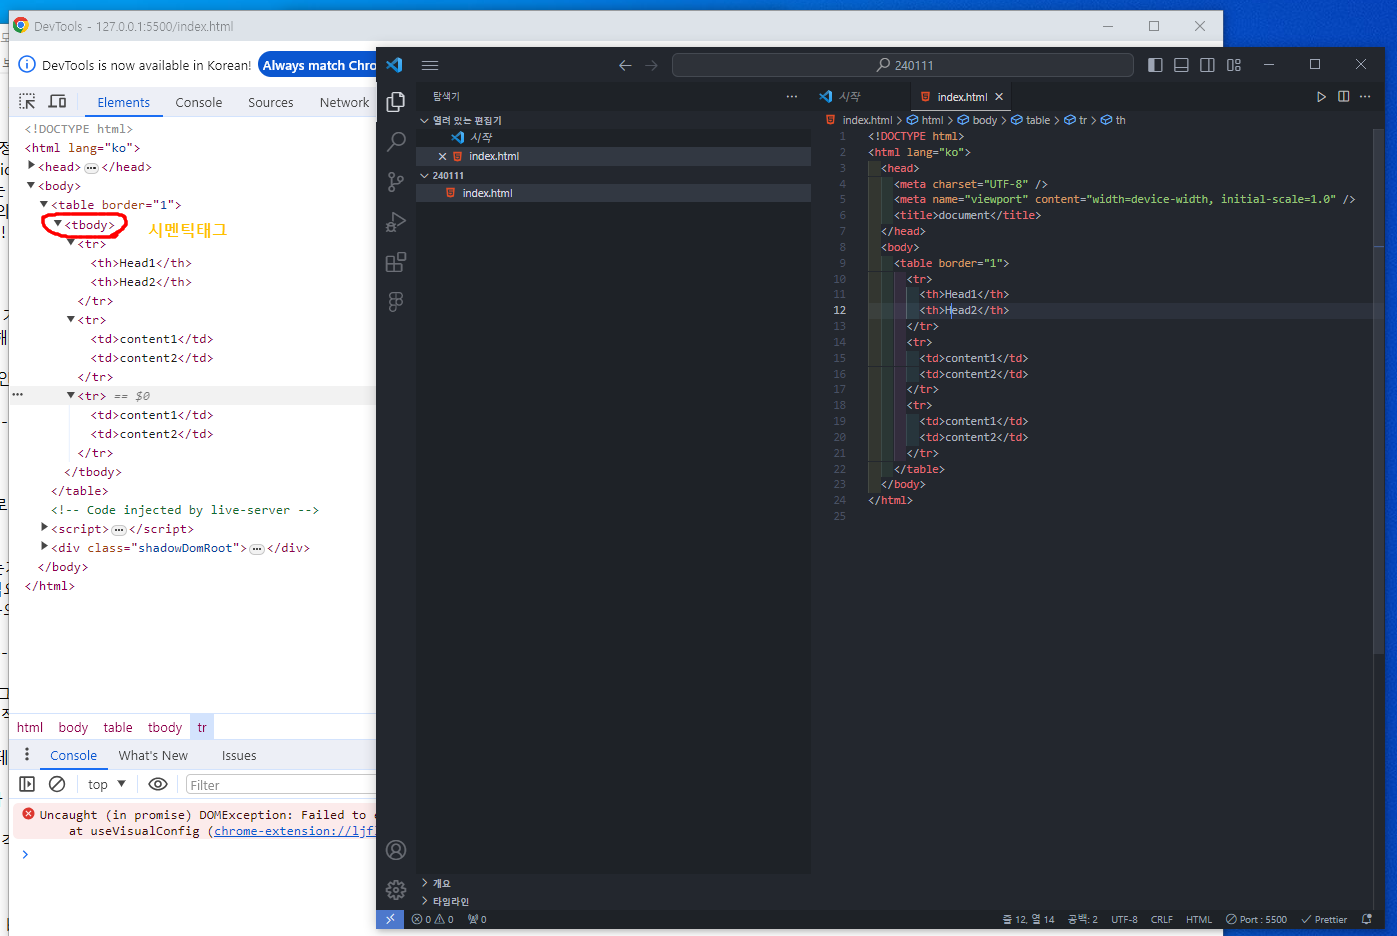 DevTools - 127.0.0.1:5500/index.html
DevTools is now available in Korean!
Always match Chro
Elements Console Sources Network
<!DOCTYPE html>
<html lang="ko">
<head> ... </head>
<body>
<table border="1">
<tbody>
시멘틱태그
<tr>
<th>Head1</th>
<th>Head2</th>
</tr>
<tr>
<td>content1</td>
<td>content2</td>
</tr>
... <tr> == $0
<td>content1</td>
<td>content2</td>
</tr>
</tbody>
</table>
<!-- Code injected by live-server -->
<script> ... </script>
<div class="shadowDomRoot"> ... </div>
</body>
</html>
html body table tbody tr
Console What's New Issues
top Filter
Uncaught (in promise) DOMException: Failed to
at useVisualConfig (chrome-extension://ljf
240111
탐색기 ...
열려 있는 편집기
시작
index.html
240111
index.html
개요
타임라인
시작 index.html
index.html > html > body > table > tr > th
1 <!DOCTYPE html>
2 <html lang="ko">
3 <head>
4 <meta charset="UTF-8" />
5 <meta name="viewport" content="width=device-width, initial-scale=1.0" />
6 <title>document</title>
7 </head>
8 <body>
9 <table border="1">
10 <tr>
11 <th>Head1</th>
12 <th>Head2</th>
13 </tr>
14 <tr>
15 <td>content1</td>
16 <td>content2</td>
17 </tr>
18 <tr>
19 <td>content1</td>
20 <td>content2</td>
21 </tr>
22 </table>
23 </body>
24 </html>
25
0 0 0 줄 12, 열 14 공백: 2 UTF-8 CRLF HTML Port : 5500 Prettier